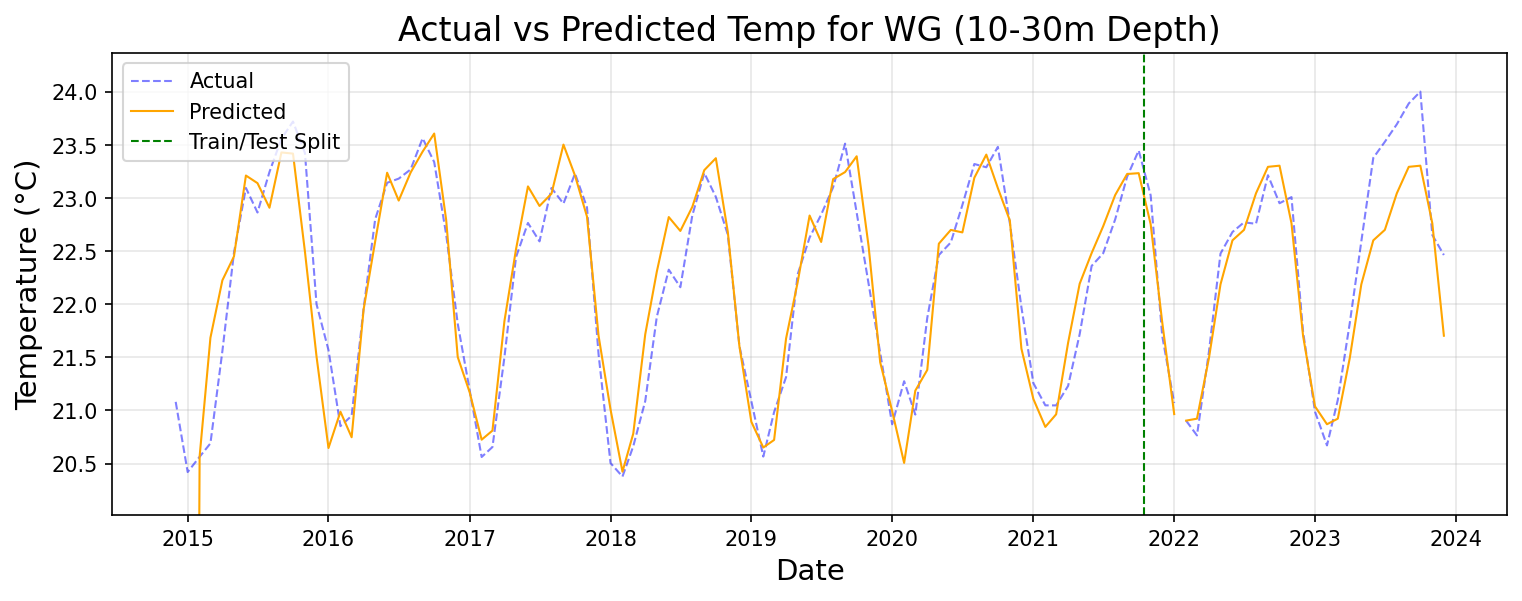 Actual vs Predicted Temp for WG (10-30m Depth)
Actual
Predicted
Train/Test Split
Temperature (°C)
24.0
23.5
23.0
22.5
22.0
21.5
21.0
20.5
2015 2016 2017 2018 2019 2020 2021 2022 2023 2024
Date